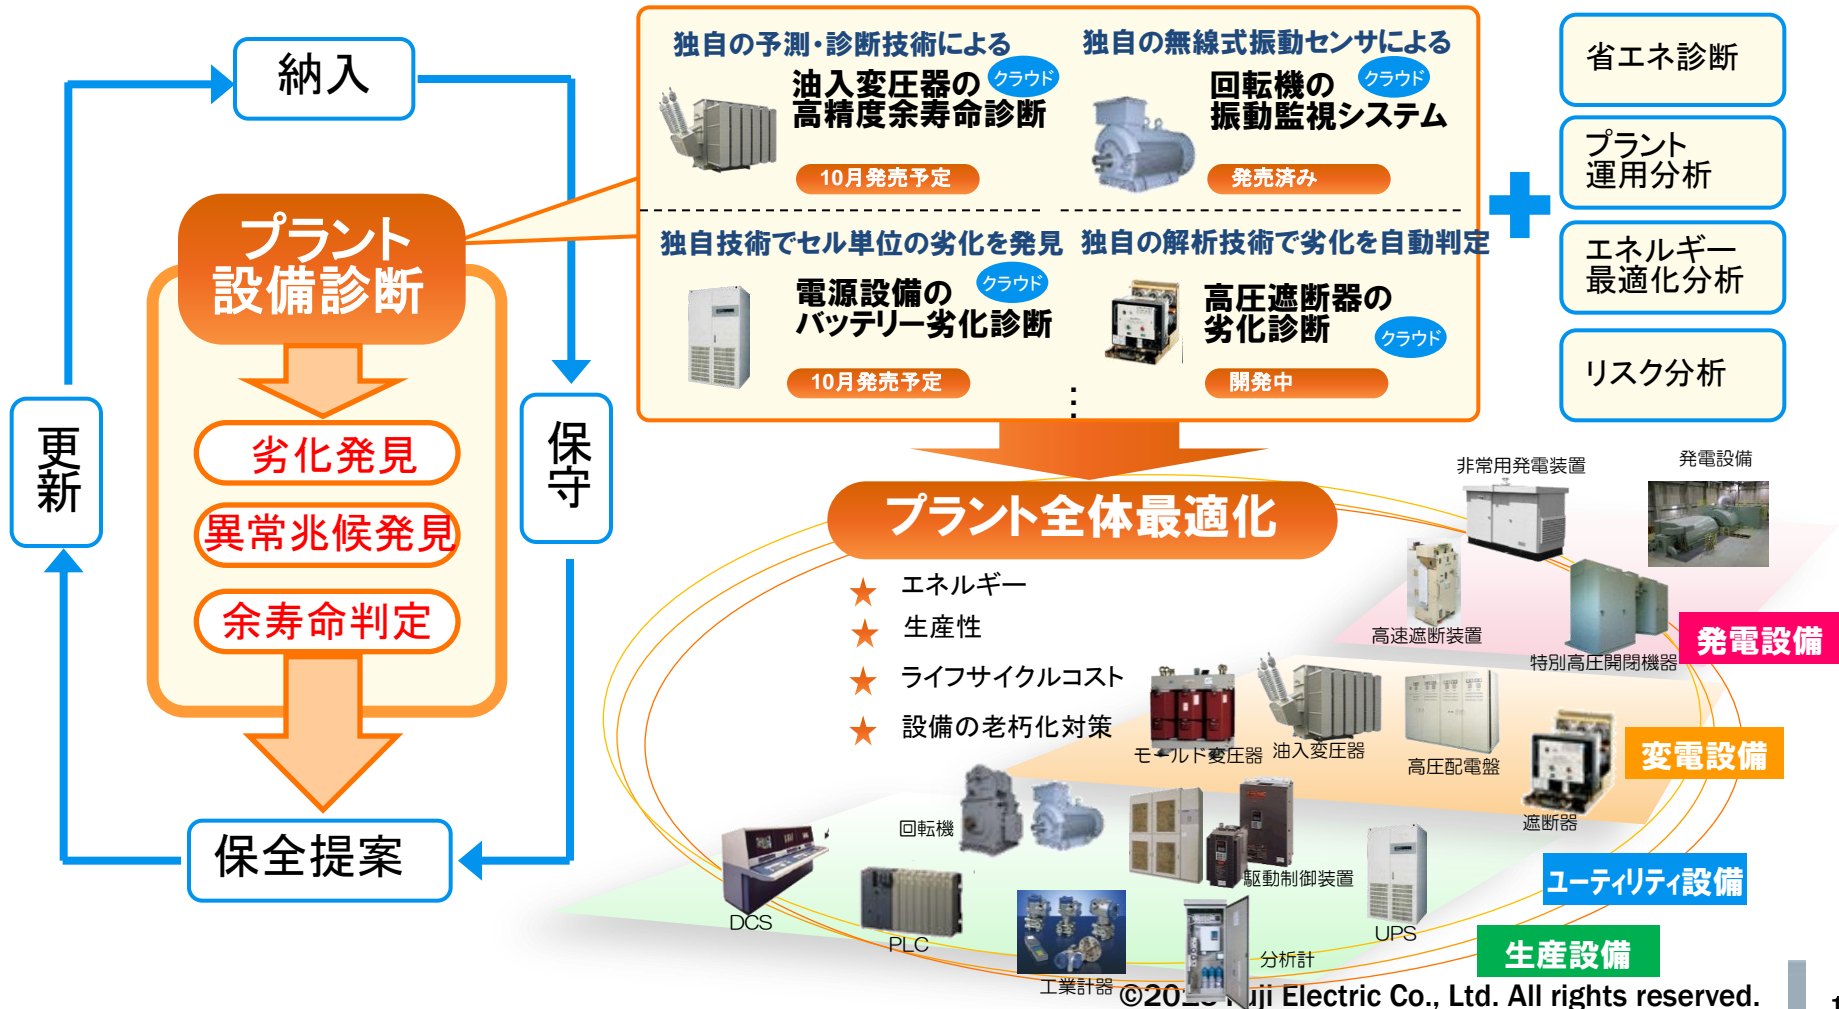 納入
保守
保全提案
更新
プラント
設備診断
劣化発見
異常兆候発見
余寿命判定
独自の予測・診断技術による
油入変圧器の
高精度余寿命診断
クラウド
10月発売予定
独自の無線式振動センサによる
回転機の
振動監視システム
クラウド
発売済み
独自技術でセル単位の劣化を発見
電源設備の
バッテリー劣化診断
クラウド
10月発売予定
独自の解析技術で劣化を自動判定
高圧遮断器の
劣化診断
クラウド
開発中
省エネ診断
プラント
運用分析
エネルギー
最適化分析
リスク分析
プラント全体最適化
★ エネルギー
★ 生産性
★ ライフサイクルコスト
★ 設備の老朽化対策
非常用発電装置
発電設備
高速遮断装置
特別高圧開閉機器
発電設備
モールド変圧器
油入変圧器
高圧配電盤
遮断器
変電設備
回転機
駆動制御装置
ユーティリティ設備
DCS
PLC
工業計器
分析計
UPS
生産設備
Electric Co., Ltd. All rights reserved.